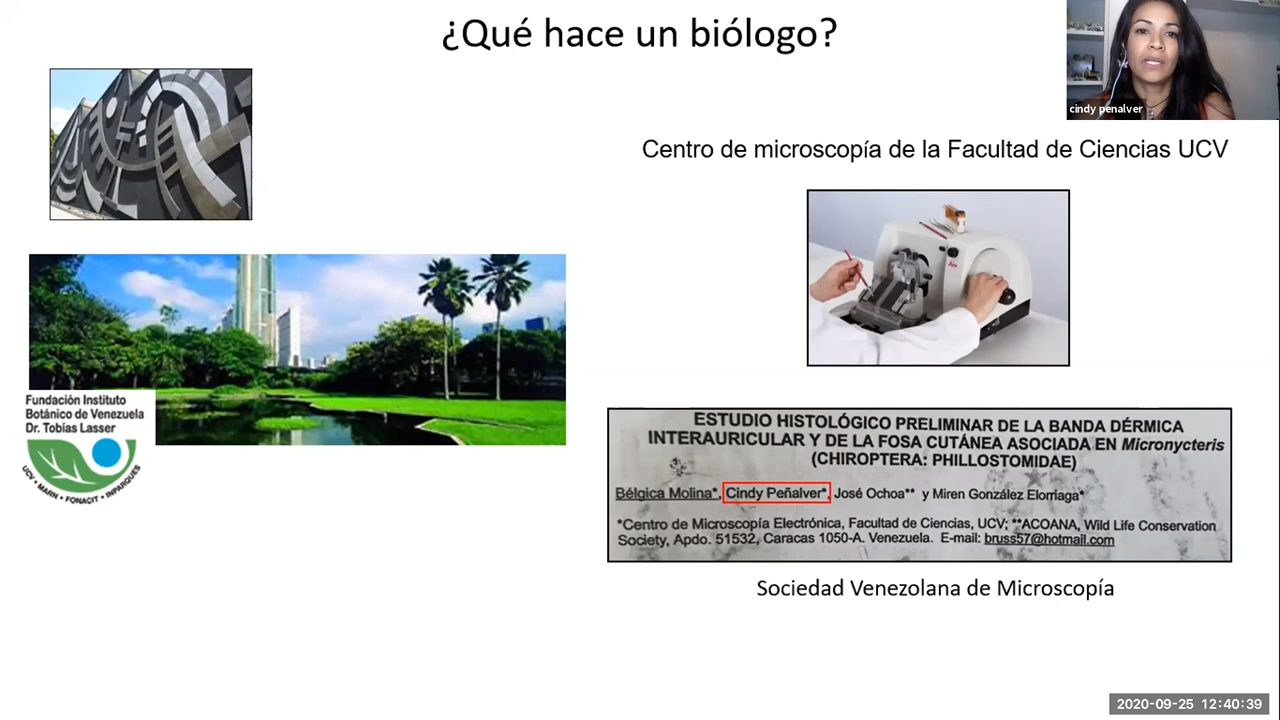 ¿Qué hace un biólogo?
cindy penalver
Centro de microscopía de la Facultad de Ciencias UCV
Fundación Instituto
Botánico de Venezuela
Dr. Tobías Lasser
UCV • MARN • FONACIT • INPARQUES
ESTUDIO HISTOLÓGICO PRELIMINAR DE LA BANDA DÉRMICA
INTERAURICULAR Y DE LA FOSA CUTÁNEA ASOCIADA EN Micronycteris
(CHIROPTERA: PHILLOSTOMIDAE)
Bélgica Molina*, Cindy Peñalver*, José Ochoa** y Miren González Elorriaga*
*Centro de Microscopía Electrónica, Facultad de Ciencias, UCV; **ACOANA, Wild Life Conservation
Society, Apdo. 51532, Caracas 1050-A. Venezuela. E-mail: bruss57@hotmail.com
Sociedad Venezolana de Microscopía
2020-09-25 12:40:39